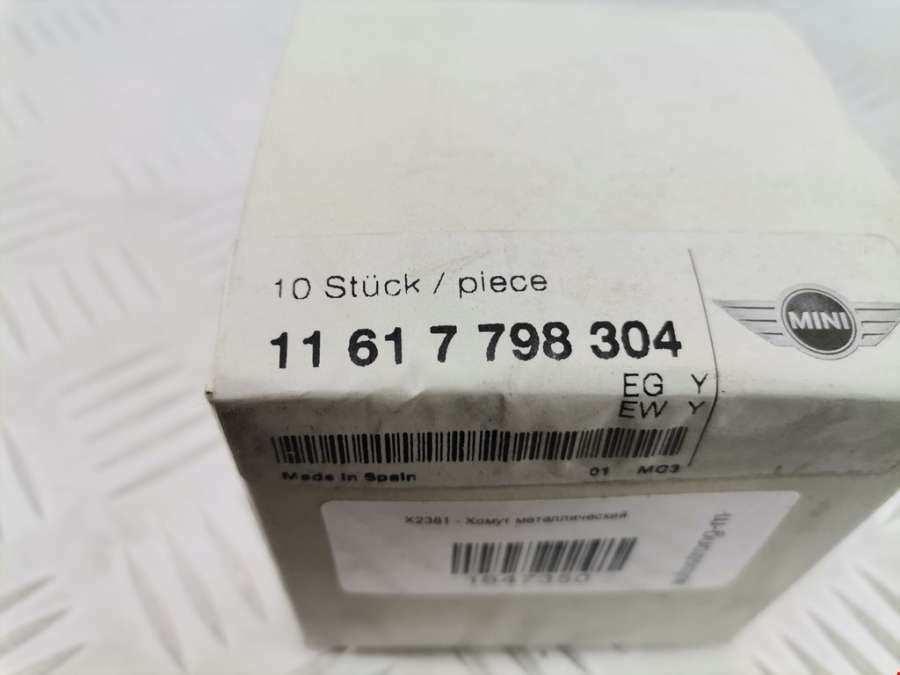 10 Stück / piece
11 61 7 798 304
MINI
EG Y
EW Y
Made in Spain 01 MC3
X2381 - Хомут металлический
1647350